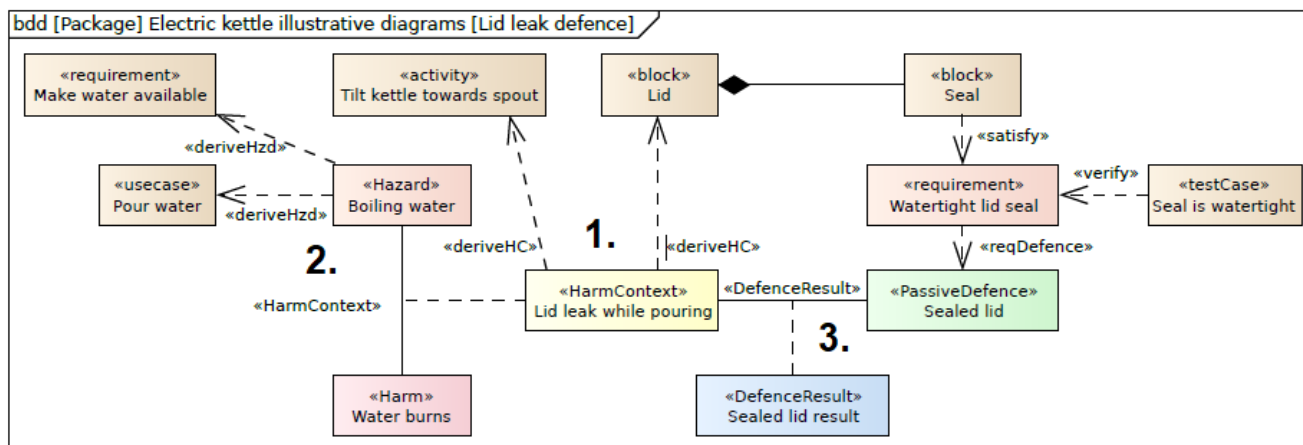 bdd [Package] Electric kettle illustrative diagrams [Lid leak defence]
«requirement»
Make water available
«activity»
Tilt kettle towards spout
«block»
Lid
«block»
Seal
«deriveHzd»
«satisfy»
«usecase»
Pour water
«deriveHzd»
«Hazard»
Boiling water
«requirement»
Watertight lid seal
«verify»
«testCase»
Seal is watertight
1.
2.
«deriveHC»
«deriveHC»
«reqDefence»
«HarmContext»
«HarmContext»
Lid leak while pouring
«DefenceResult»
«PassiveDefence»
Sealed lid
3.
«Harm»
Water burns
«DefenceResult»
Sealed lid result